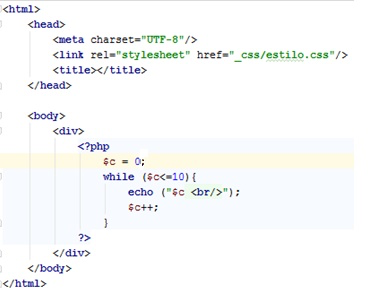 <html>
<head>
<meta charset="UTF-8"/>
<link rel="stylesheet" href="_css/estilo.css"/>
<title></title>
</head>
<body>
<div>
<?php
$c = 0;
while ($c<=10){
echo ("$c <br/>");
$c++;
}
?>
</div>
</body>
</html>